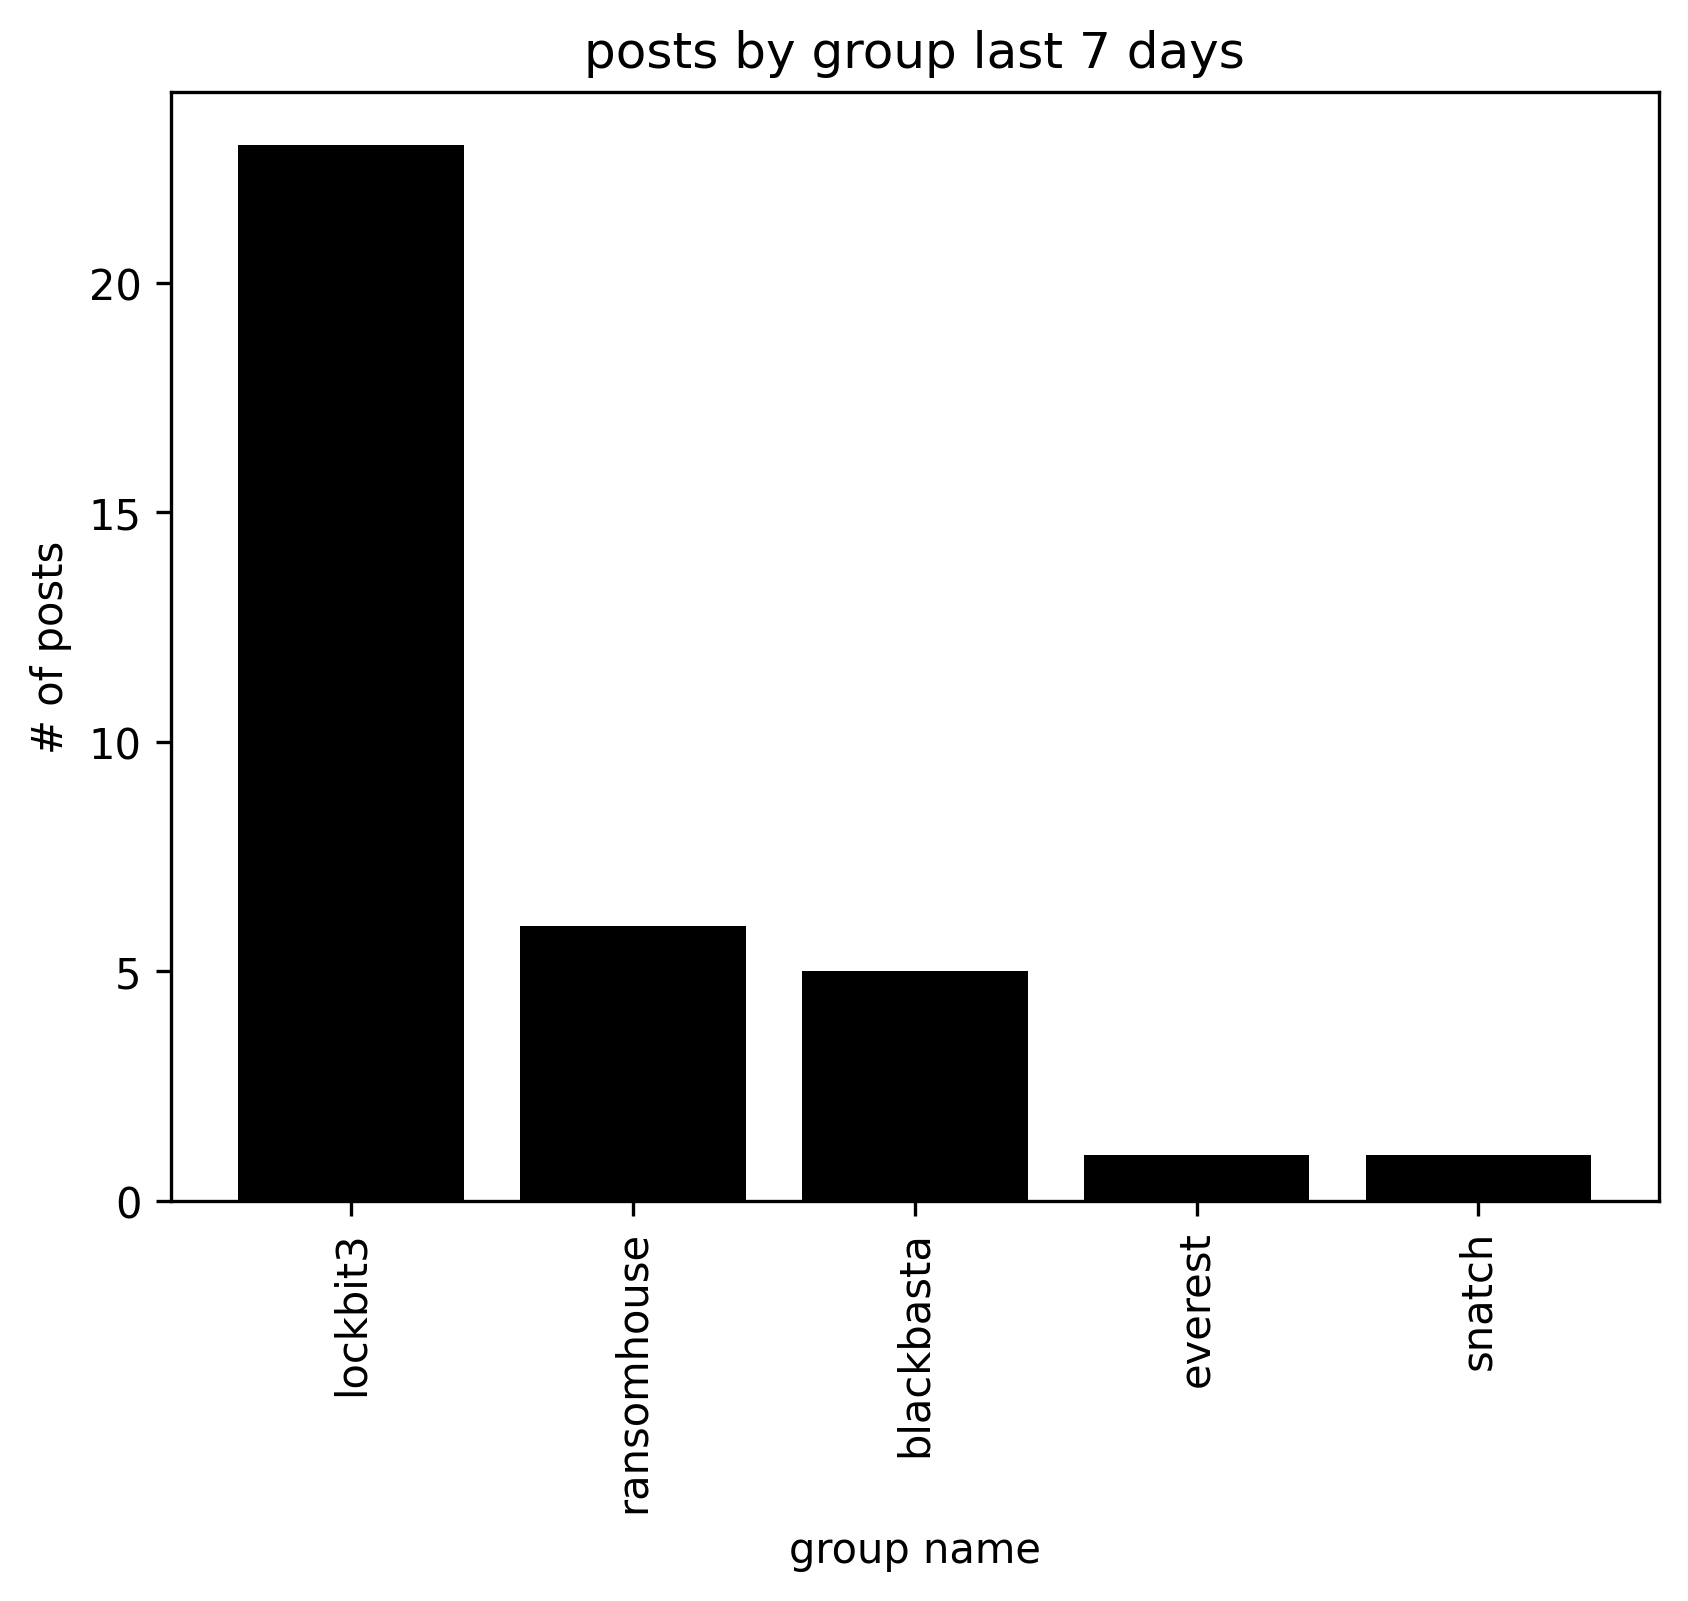 posts by group last 7 days
# of posts
20
15
10
5
0
lockbit3
ransomhouse
blackbasta
everest
snatch
group name